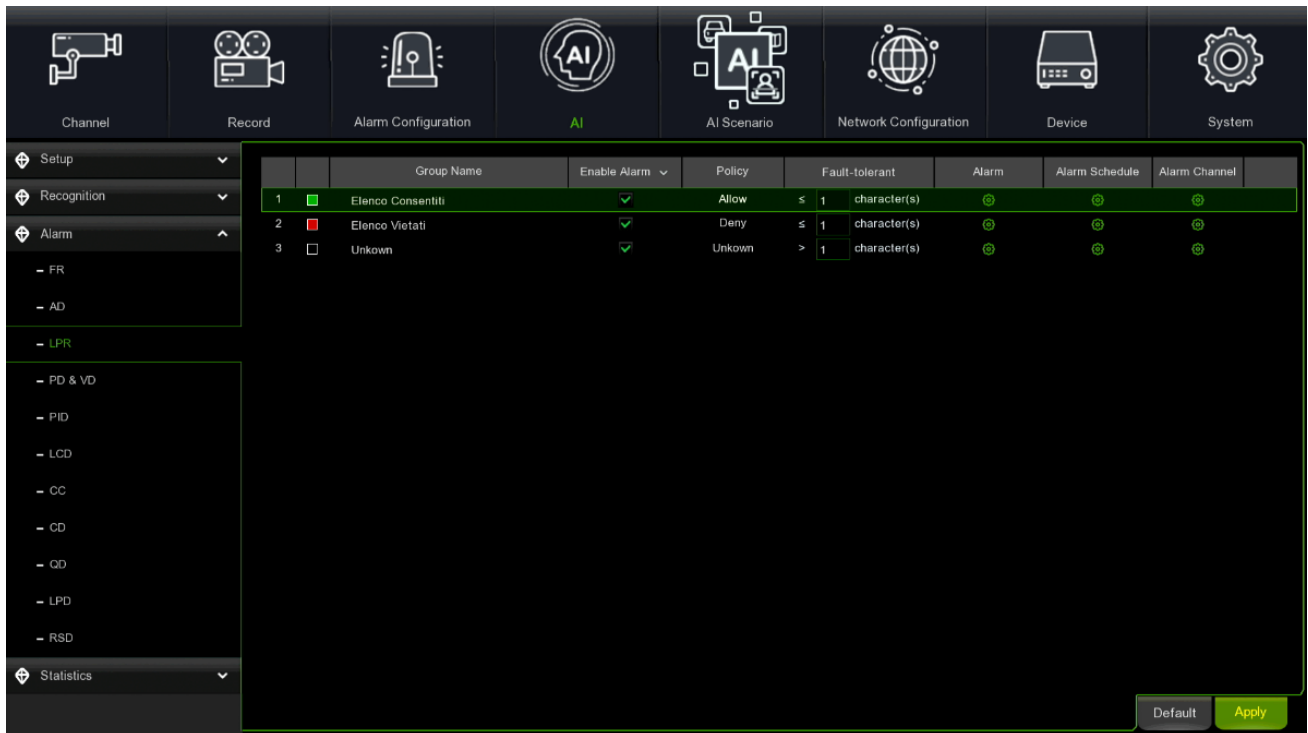 AI
AI
Channel Record Alarm Configuration AI AI Scenario Network Configuration Device System
Setup
Recognition
Alarm
FR
AD
LPR
PD & VD
PID
LCD
CC
CD
QD
LPD
RSD
Statistics
Group Name Enable Alarm Policy Fault-tolerant Alarm Alarm Schedule Alarm Channel
1 Elenco Consentiti Allow ≤ 1 character(s)
2 Elenco Vietati Deny ≤ 1 character(s)
3 Unkown Unkown > 1 character(s)
Default Apply